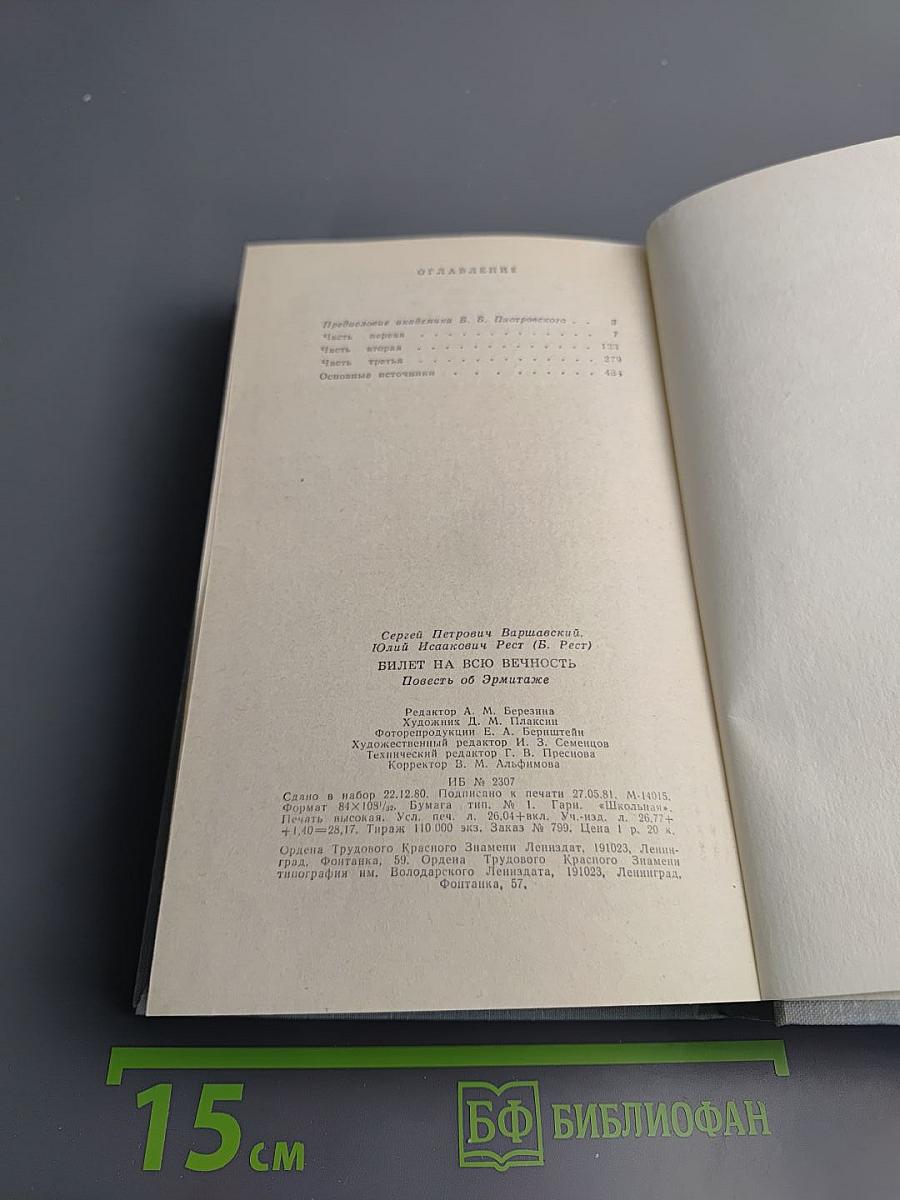 ОГЛАВЛЕНИЕ
Предисловие академика Б. Б. Пиотровского . . 3
Часть первая . . . . . . . . . . . . . 7
Часть вторая . . . . . . . . . . . . . 133
Часть третья . . . . . . . . . . . . . 279
Основные источники . . . . . . . . . 434
Сергей Петрович Варшавский,
Юлий Исаакович Рест (Б. Рест)
БИЛЕТ НА ВСЮ ВЕЧНОСТЬ
Повесть об Эрмитаже
Редактор А. М. Березина
Художник Д. М. Плаксин
Фоторепродукции Е. А. Бернштейн
Художественный редактор И. З. Семенцов
Технический редактор Г. В. Преснова
Корректор В. М. Альфимова
ИБ № 2307
Сдано в набор 22.12.80. Подписано к печати 27.05.81. М-14015.
Формат 84×108¹/₃₂. Бумага тип. № 1. Гарн. «Школьная».
Печать высокая. Усл. печ. л. 26,04+вкл. Уч.-изд. л. 26,77+
+1,40=28,17. Тираж 110 000 экз. Заказ № 799. Цена 1 р. 20 к.
Ордена Трудового Красного Знамени Лениздат, 191023, Ленин-
град, Фонтанка, 59. Ордена Трудового Красного Знамени
типография им. Володарского Лениздата, 191023, Ленинград,
Фонтанка, 57.
15 см
БФ БИБЛИОФАН